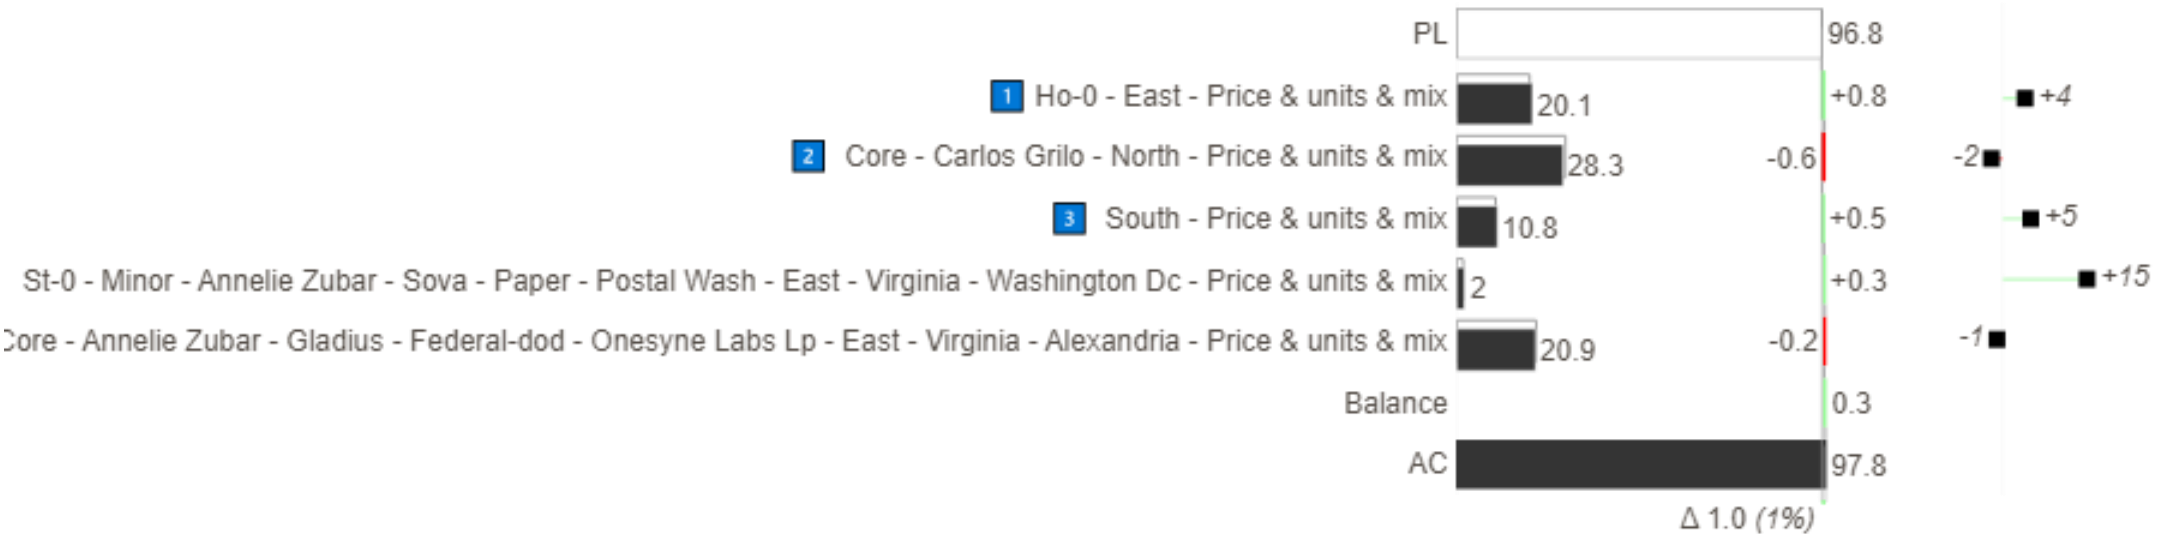 PL 96.8
1 Ho-0 - East - Price & units & mix 20.1 +0.8 +4
2 Core - Carlos Grilo - North - Price & units & mix 28.3 -0.6 -2
3 South - Price & units & mix 10.8 +0.5 +5
St-0 - Minor - Annelie Zubar - Sova - Paper - Postal Wash - East - Virginia - Washington Dc - Price & units & mix 2 +0.3 +15
Core - Annelie Zubar - Gladius - Federal-dod - Onesyne Labs Lp - East - Virginia - Alexandria - Price & units & mix 20.9 -0.2 -1
Balance 0.3
AC 97.8
Δ 1.0 (1%)